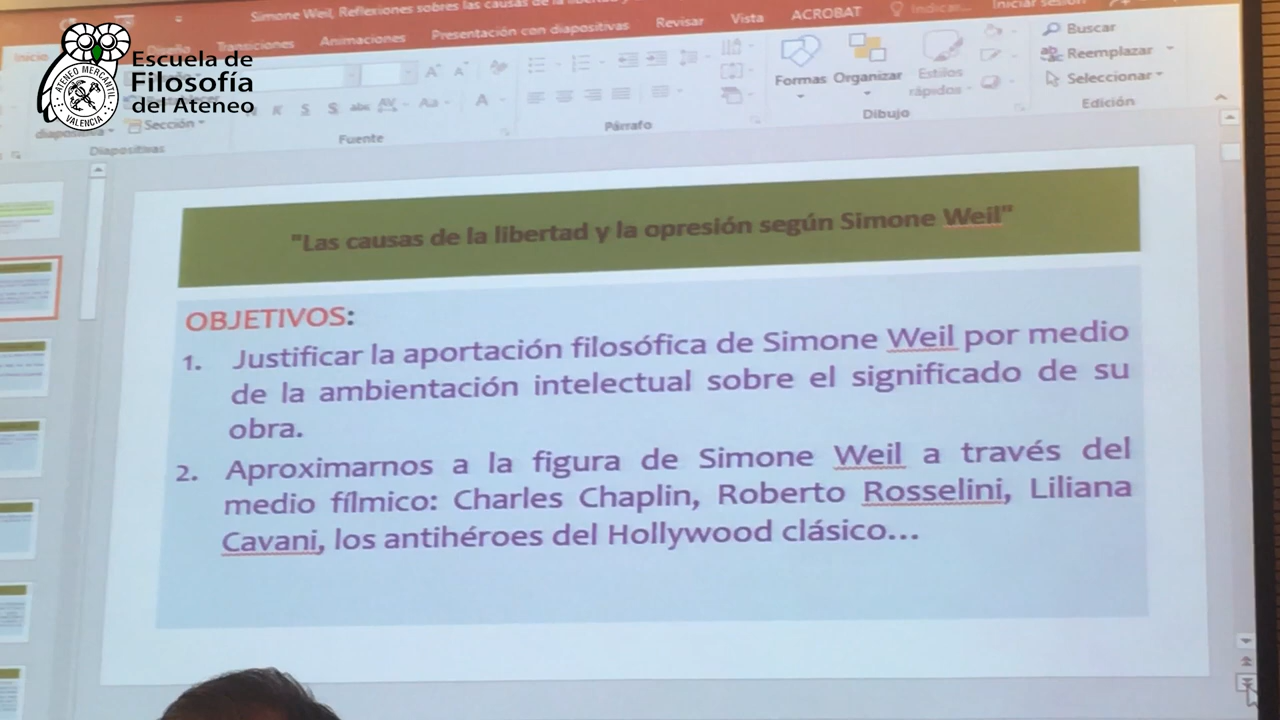 Simone Weil, Reflexiones sobres las causas de la
Inicio
Diseño
Transiciones
Animaciones
Presentación con diapositivas
Revisar
Vista
ACROBAT
Indicar...
Iniciar sesión
Escuela de
Filosofía
del Ateneo
ATENEO MERCANTIL
VALENCIA
Sección
Diapositivas
Fuente
Párrafo
Formas
Organizar
Estilos
rápidos
Dibujo
Buscar
Reemplazar
Seleccionar
Edición
"Las causas de la libertad y la opresión según Simone Weil"
OBJETIVOS:
1. Justificar la aportación filosófica de Simone Weil por medio
de la ambientación intelectual sobre el significado de su
obra.
2. Aproximarnos a la figura de Simone Weil a través del
medio fílmico: Charles Chaplin, Roberto Rosselini, Liliana
Cavani, los antihéroes del Hollywood clásico...